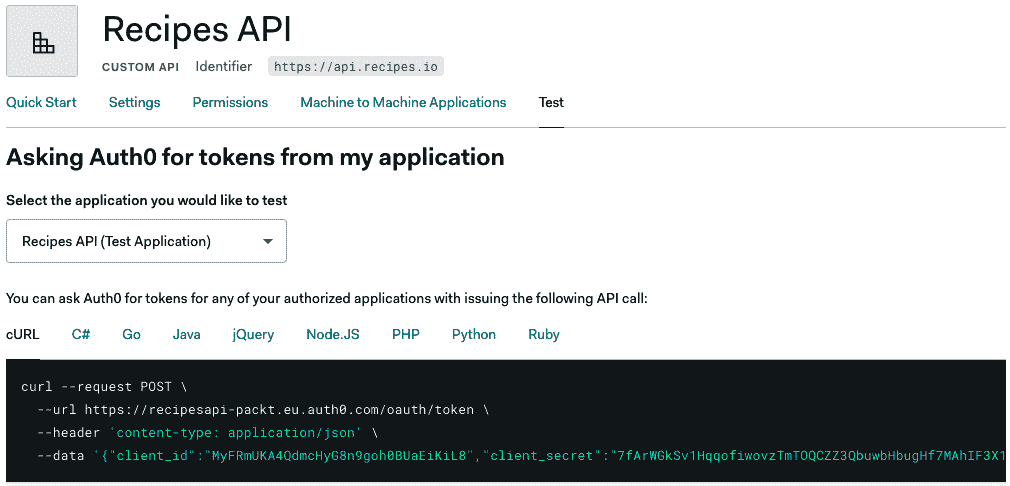 Recipes API
CUSTOM API Identifier https://api.recipes.io
Quick Start Settings Permissions Machine to Machine Applications Test
Asking Auth0 for tokens from my application
Select the application you would like to test
Recipes API (Test Application)
You can ask Auth0 for tokens for any of your authorized applications with issuing the following API call:
cURL C# Go Java jQuery Node.JS PHP Python Ruby
curl --request POST \
--url https://recipesapi-packt.eu.auth0.com/oauth/token \
--header 'content-type: application/json' \
--data '{"client_id":"MyFRmUKA4QdmcHyG8n9goh0BUaEiKiL8","client_secret":"7fArWGkSv1HqqofiwovzTmTOQCZZ3QbuwbHbugHf7MAhIF3X1